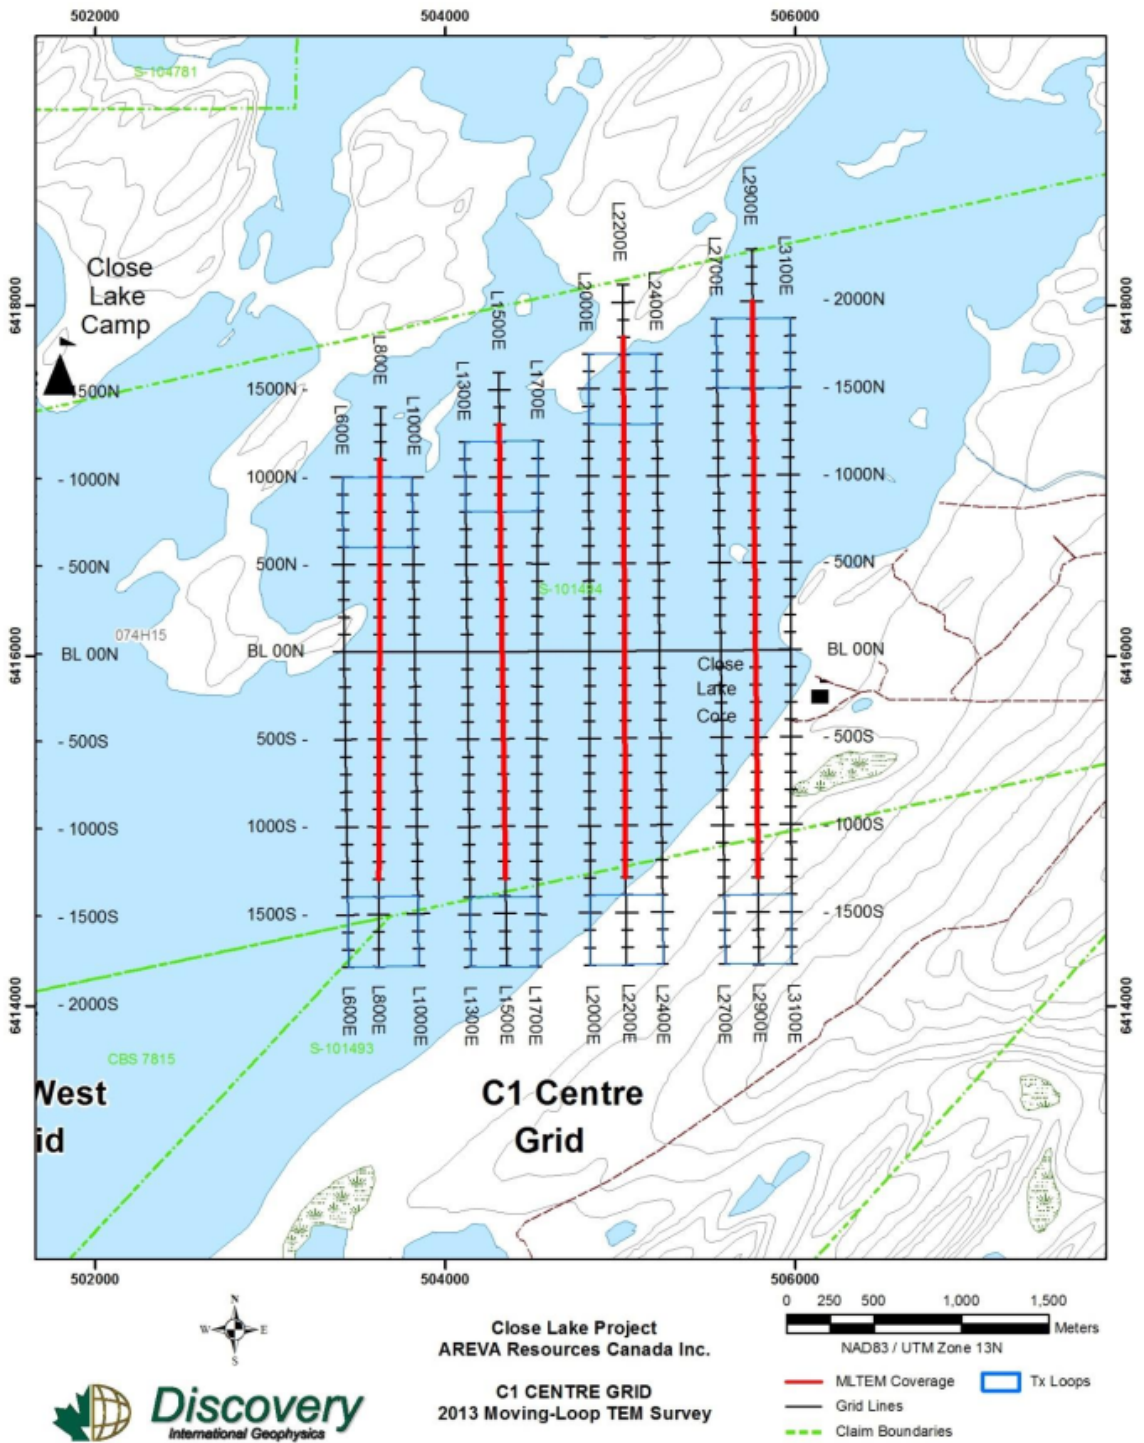 502000 504000 506000
S-104781
L2900E
L2200E
L2700E
L3100E
Close
Lake
Camp
L2000E
L2400E
L1500E
L800E
L1300E
L1700E
L600E
L1000E
6418000
6418000
- 2000N
1500N
1500N -
- 1500N
- 1000N
1000N -
- 1000N
- 500N
500N -
- 500N
S-101494
074H15
BL 00N
BL 00N
BL 00N
6416000
6416000
Close
Lake
Core
- 500S
500S -
- 500S
- 1000S
1000S -
- 1000S
- 1500S
1500S -
- 1500S
- 2000S
6414000
6414000
L600E
L800E
L1000E
L1300E
L1500E
L1700E
L2000E
L2200E
L2400E
L2700E
L2900E
L3100E
CBS 7815
S-101493
West
id
C1 Centre
Grid
502000 504000 506000
N
W E
S
Close Lake Project
AREVA Resources Canada Inc.
C1 CENTRE GRID
2013 Moving-Loop TEM Survey
Discovery
International Geophysics
0 250 500 1,000 1,500
Meters
NAD83 / UTM Zone 13N
MLTEM Coverage
Tx Loops
Grid Lines
Claim Boundaries